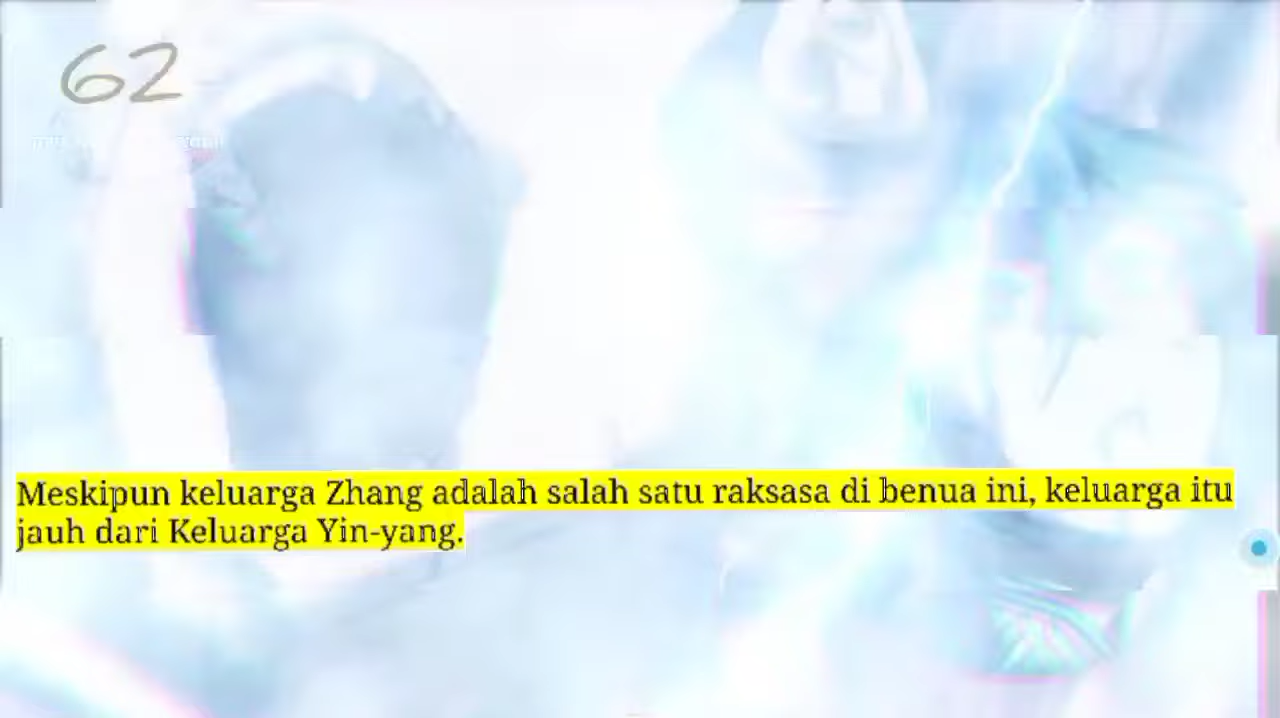 62
Meskipun keluarga Zhang adalah salah satu raksasa di benua ini, keluarga itu
jauh dari Keluarga Yin-yang.